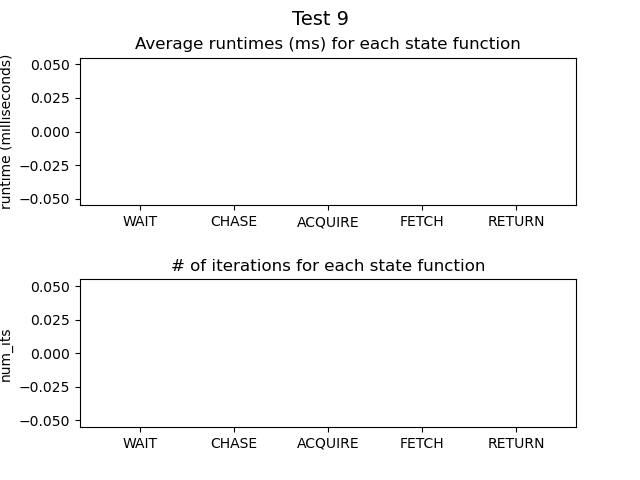 Test 9
Average runtimes (ms) for each state function
runtime (milliseconds)
0.050
0.025
0.000
−0.025
−0.050
WAIT CHASE ACQUIRE FETCH RETURN
# of iterations for each state function
num_its
0.050
0.025
0.000
−0.025
−0.050
WAIT CHASE ACQUIRE FETCH RETURN